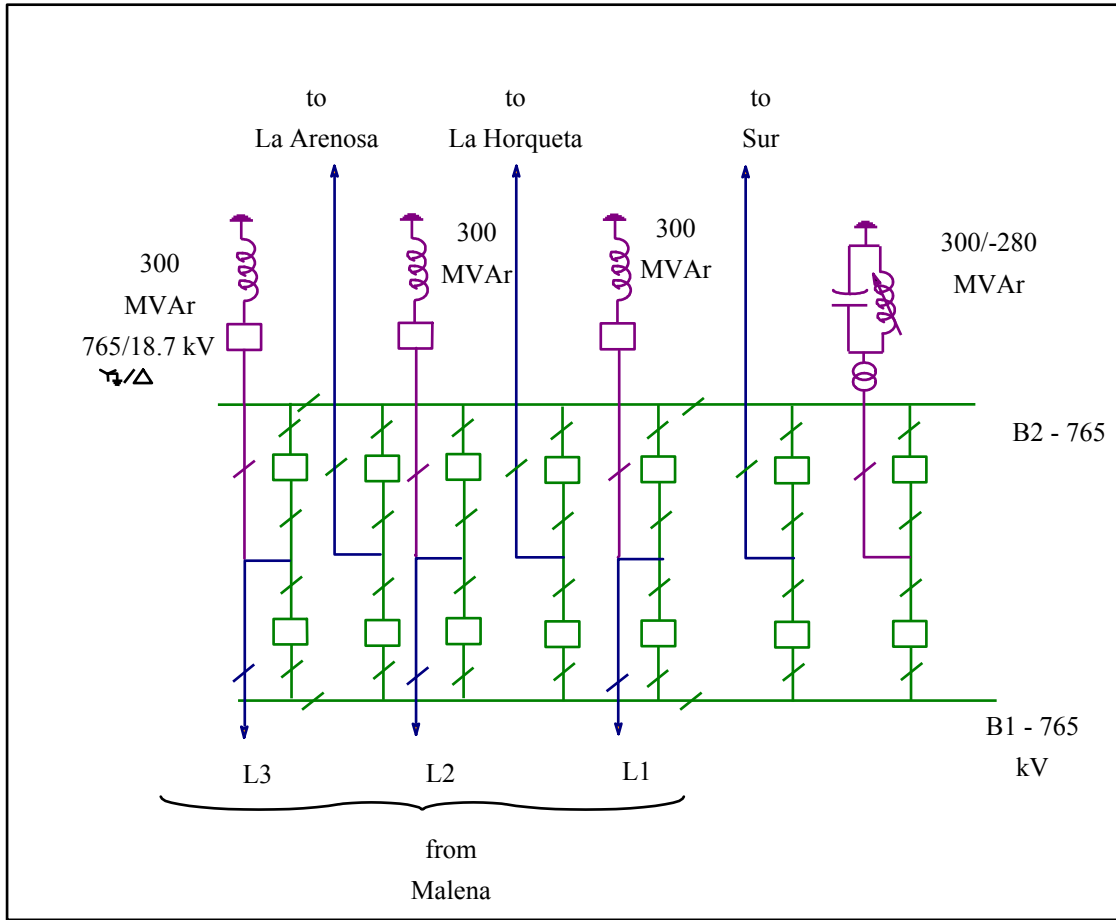 to
La Arenosa
to
La Horqueta
to
Sur
300
MVAr
765/18.7 kV
300
MVAr
300
MVAr
300/-280
MVAr
B2 - 765
B1 - 765
kV
L3
L2
L1
from
Malena